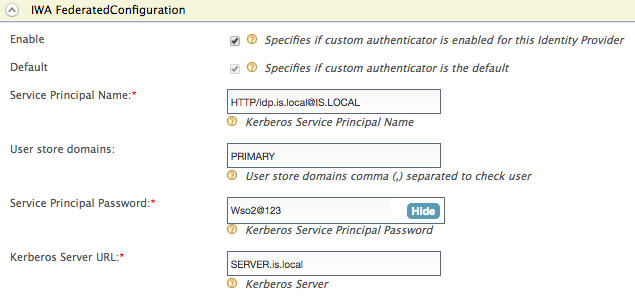 IWA FederatedConfiguration
Enable
Specifies if custom authenticator is enabled for this Identity Provider
Default
Specifies if custom authenticator is the default
Service Principal Name:*
HTTP/idp.is.local@IS.LOCAL
Kerberos Service Principal Name
User store domains:
PRIMARY
User store domains comma (,) separated to check user
Service Principal Password:*
Wso2@123
Hide
Kerberos Service Principal Password
Kerberos Server URL:*
SERVER.is.local
Kerberos Server